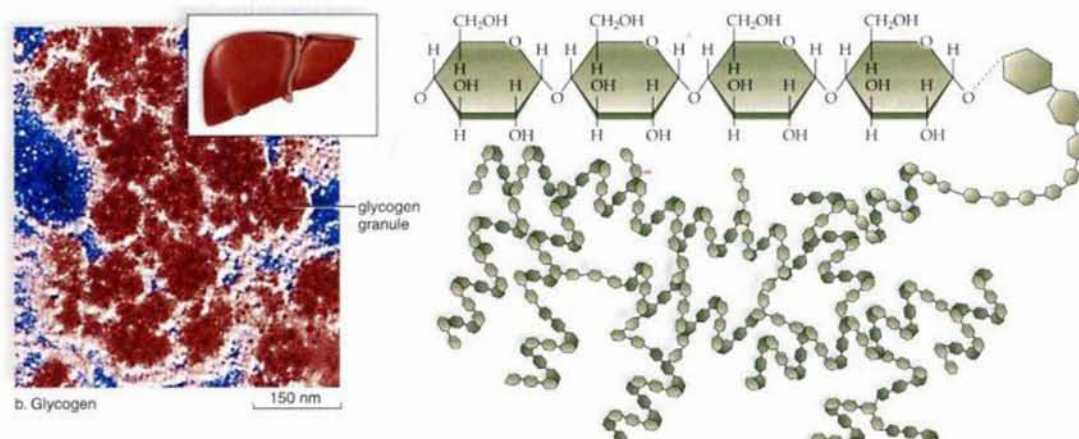 glycogen
granule
b. Glycogen
150 nm
CH₂OH CH₂OH CH₂OH CH₂OH
O O O O
H H H H H H H H
H H H H
OH H OH H OH H OH H
O O O O O
H OH H OH H OH H OH